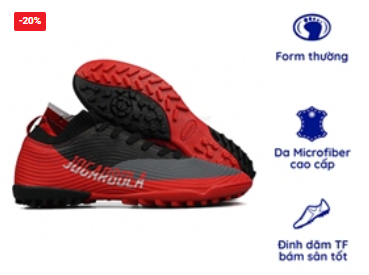 -20%
Form thường
JOGARBOLA
Da Microfiber
cao cấp
Đinh dăm TF
bám sân tốt